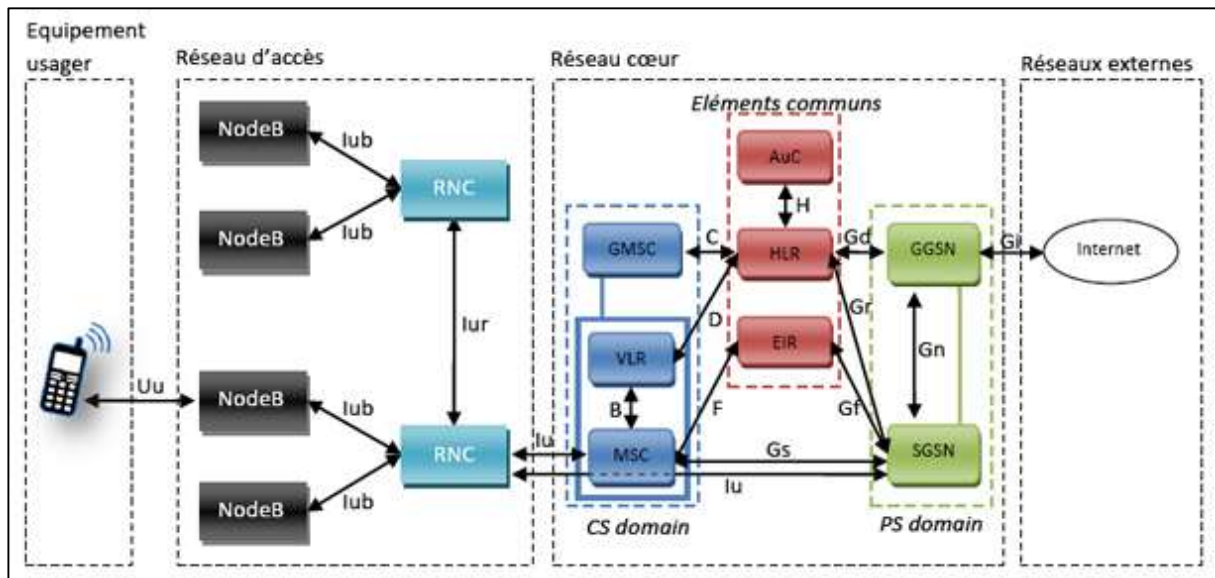 Equipement
usager
Réseau d'accès
Réseau cœur
Réseaux externes
Eléments communs
NodeB
Iub
RNC
NodeB
Iub
Iur
Uu
NodeB
Iub
RNC
NodeB
Iub
Iu
AuC
H
GMSC
C
HLR
Gd
GGSN
Gi
Internet
D
Gr
VLR
EIR
Gn
B
F
Gf
MSC
Gs
SGSN
Iu
CS domain
PS domain